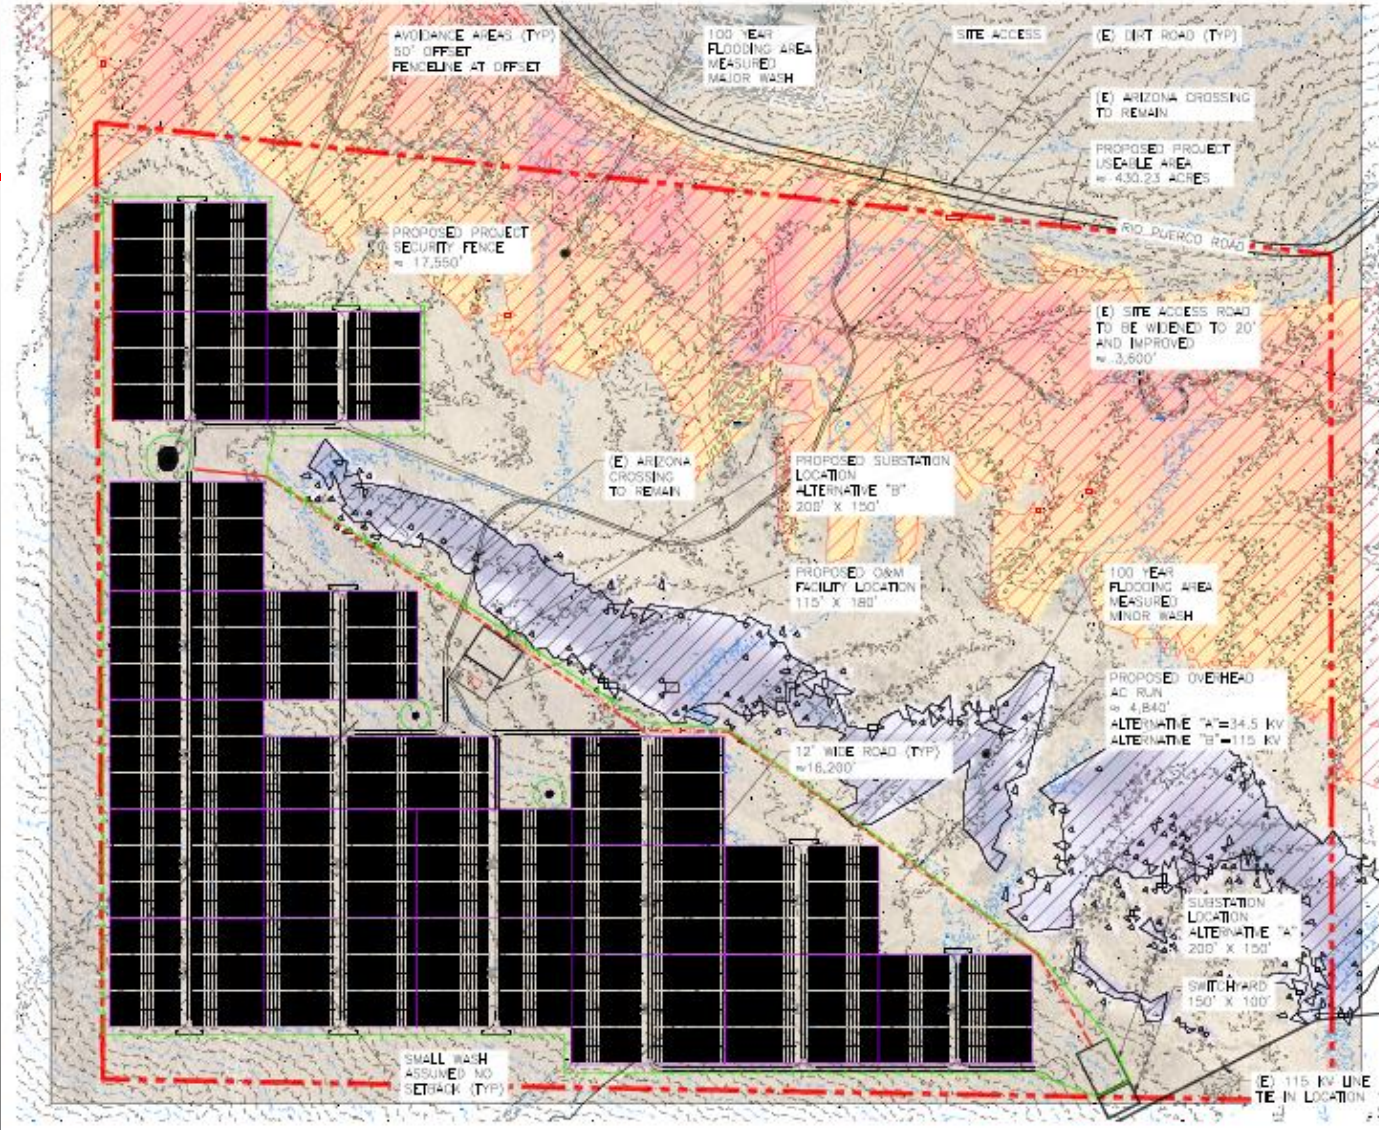 AVOIDANCE AREAS (TYP)
50' OFFSET
FENCELINE AT OFFSET
100 YEAR
FLOODING AREA
MEASURED
MAJOR WASH
SITE ACCESS
(E) DIRT ROAD (TYP)
(E) ARIZONA CROSSING
TO REMAIN
PROPOSED PROJECT
USEABLE AREA
≈ 430.23 ACRES
RIO PUERCO ROAD
PROPOSED PROJECT
SECURITY FENCE
≈ 17,550'
(E) SITE ACCESS ROAD
TO BE WIDENED TO 20'
AND IMPROVED
≈ 3,600'
(E) ARIZONA
CROSSING
TO REMAIN
PROPOSED SUBSTATION
LOCATION
ALTERNATIVE "B"
200' X 150'
PROPOSED O&M
FACILITY LOCATION
115' X 180'
100 YEAR
FLOODING AREA
MEASURED
MINOR WASH
PROPOSED OVERHEAD
AC RUN
≈ 4,840'
ALTERNATIVE "A"=34.5 KV
ALTERNATIVE "B"=115 KV
12' WIDE ROAD (TYP)
≈16,200'
SUBSTATION
LOCATION
ALTERNATIVE "A"
200' X 150'
SWITCHYARD
150' X 100'
SMALL WASH
ASSUMED NO
SETBACK (TYP)
(E) 115 KV LINE
TIE-IN LOCATION